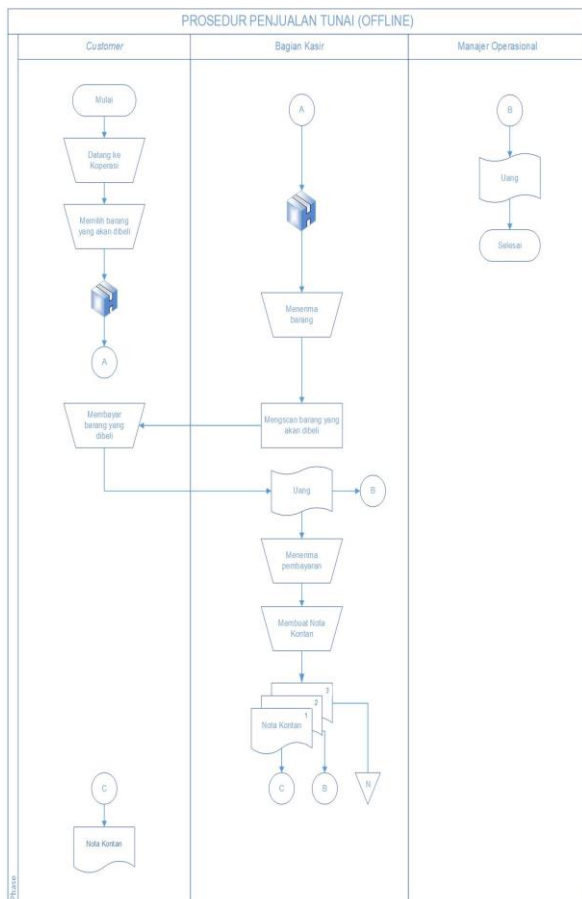 PROSEDUR PENJUALAN TUNAI (OFFLINE)
Customer
Bagian Kasir
Manajer Operasional
Mulai
Datang ke
Koperasi
Memilih barang
yang akan dibeli
A
Membayar
barang yang
dibeli
C
Nota Kontan
A
Menerima
barang
Mengscan barang yang
akan dibeli
Uang
B
Menerima
pembayaran
Membuat Nota
Kontan
3
2
1
Nota Kontan
C
B
N
B
Uang
Selesai
Phase